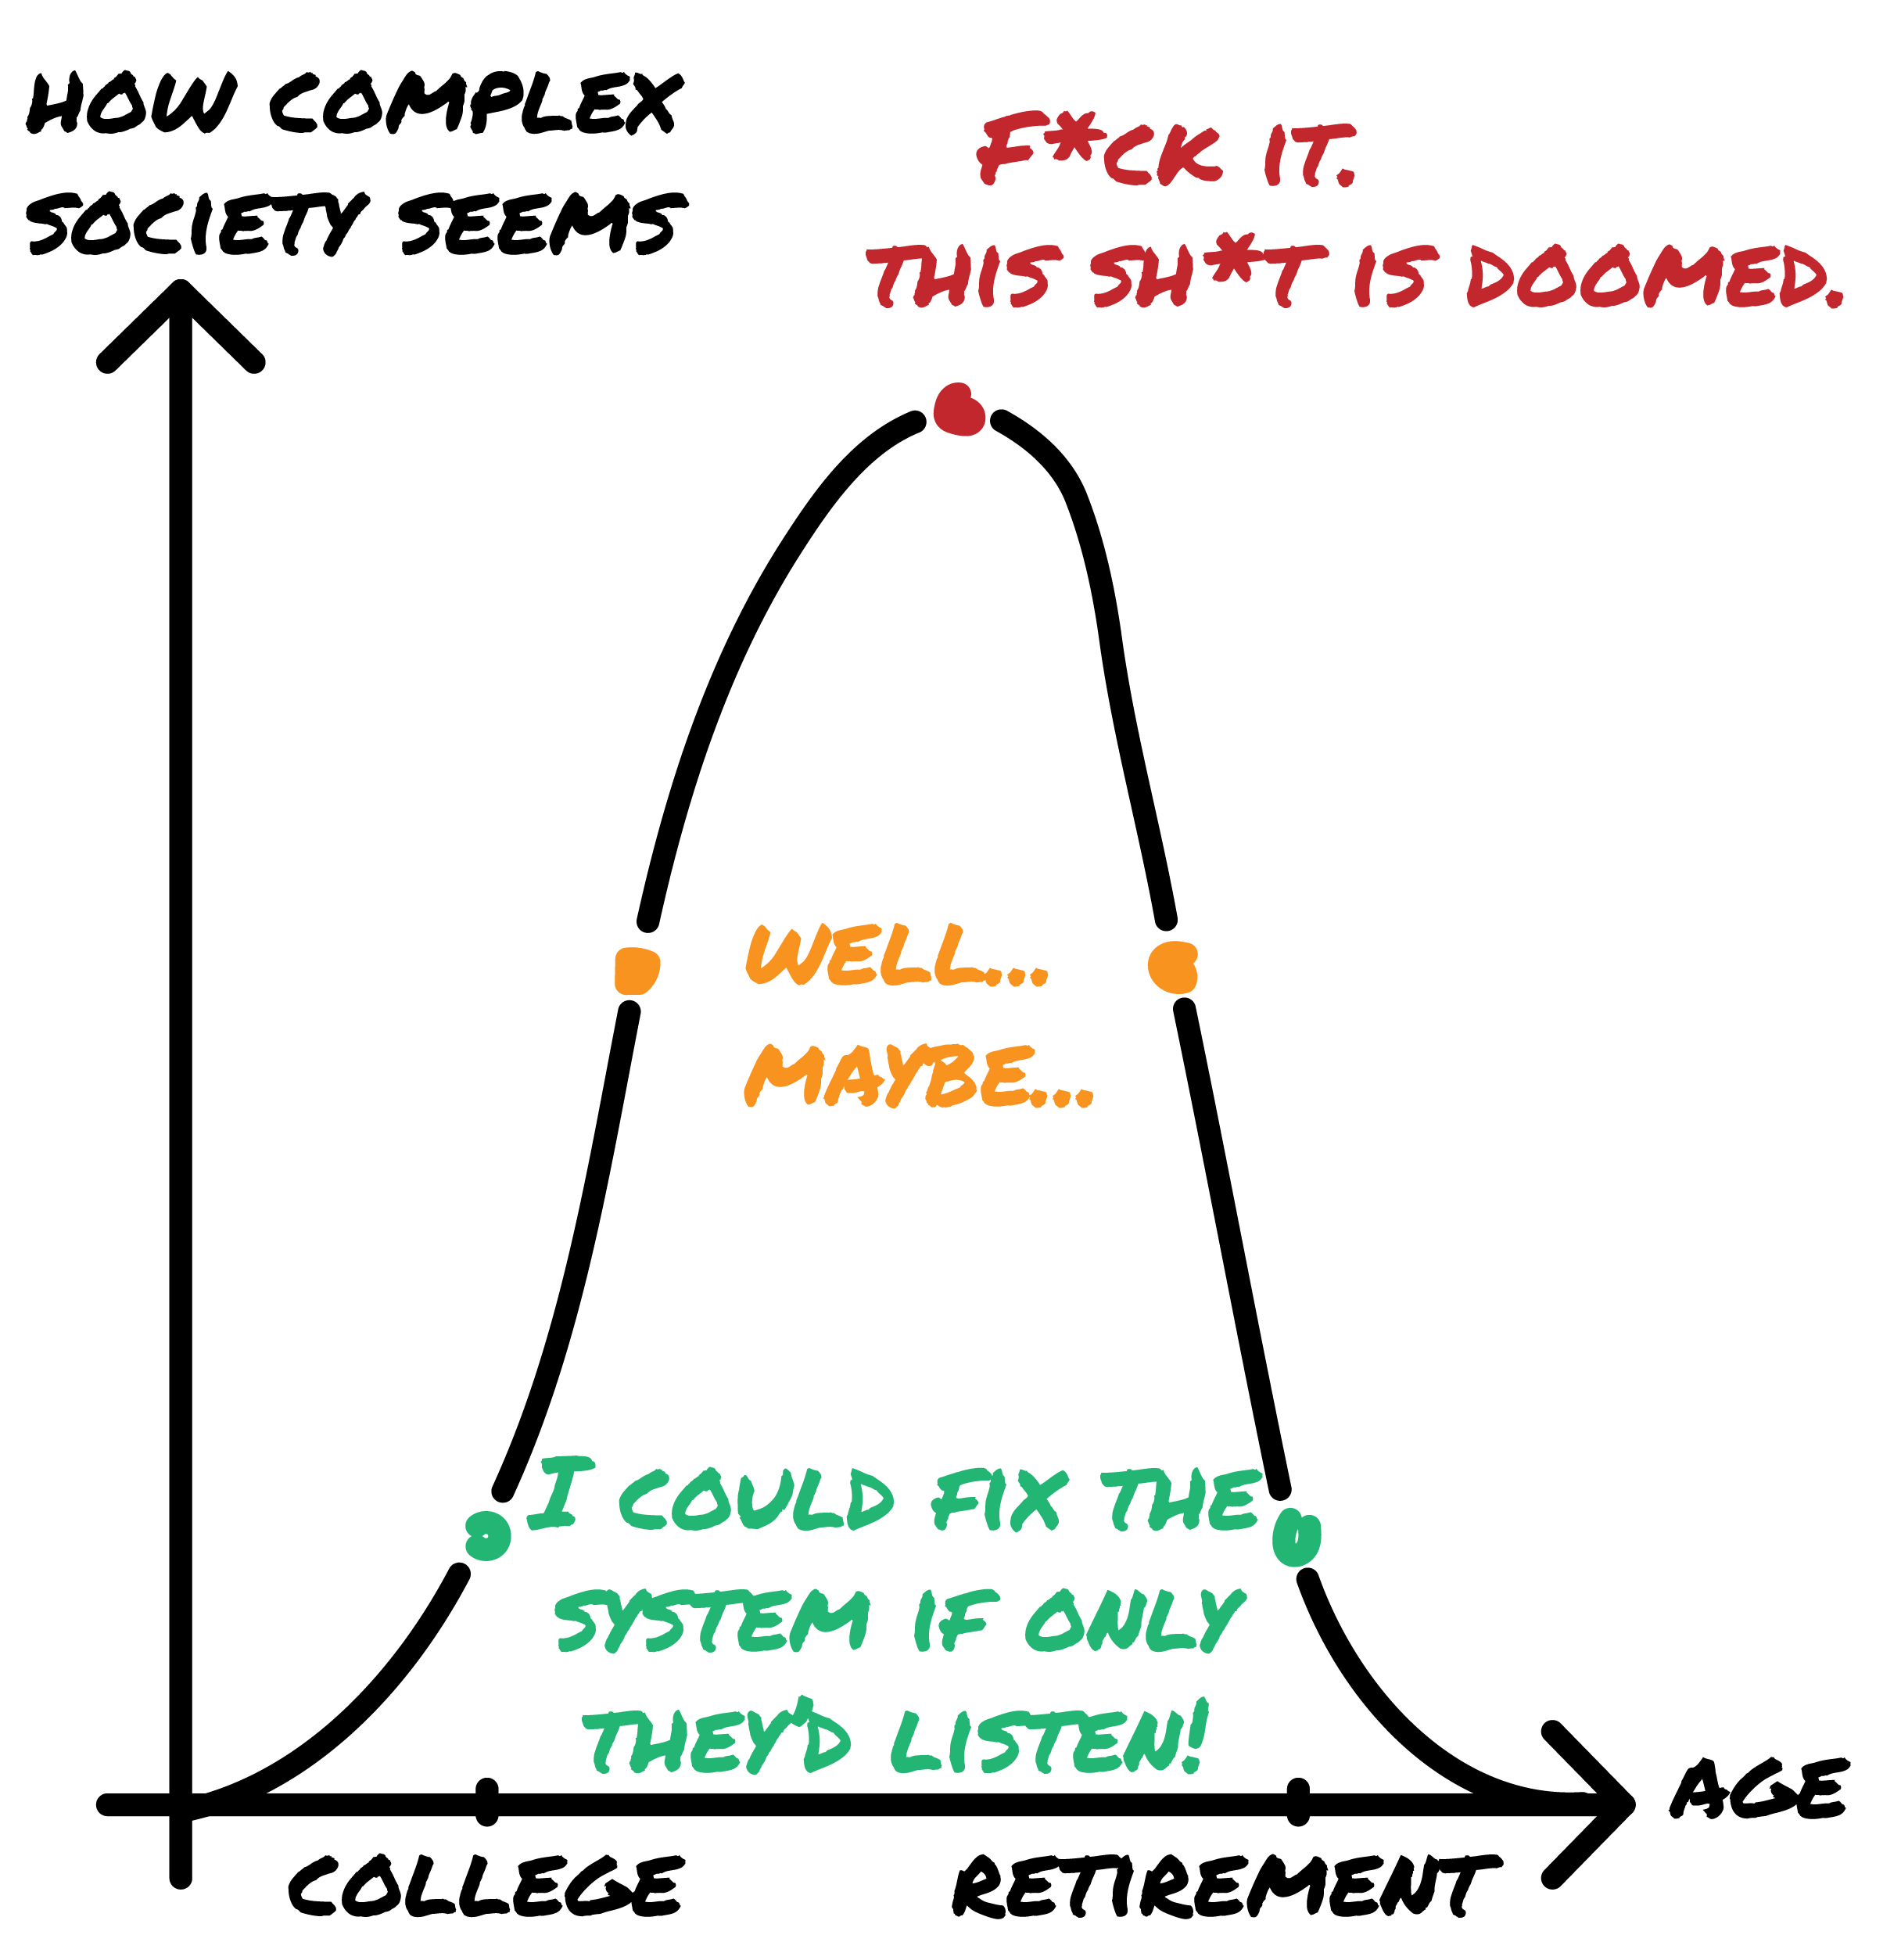 HOW COMPLEX
SOCIETY SEEMS
F*CK IT.
THIS SH*T IS DOOMED.
WELL...
MAYBE...
I COULD FIX THE
SYSTEM IF ONLY
THEY'D LISTEN!
AGE
COLLEGE
RETIREMENT